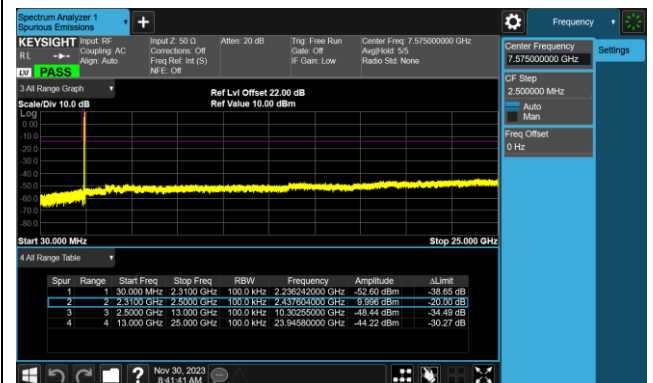 Spectrum Analyzer 1
Spurious Emissions
+
Frequency
KEYSIGHT
RL
LXI
PASS
Input: RF
Coupling: AC
Align: Auto
Input Z: 50 Ω
Corrections: Off
Freq Ref: Int (S)
NFE: Off
Atten: 20 dB
Trig: Free Run
Gate: Off
IF Gain: Low
Center Freq: 7.575000000 GHz
Avg|Hold: 5/5
Radio Std: None
Center Frequency
7.575000000 GHz
Settings
CF Step
2.500000 MHz
Auto
Man
Freq Offset
0 Hz
3 All Range Graph
Scale/Div 10.0 dB
Ref Lvl Offset 22.00 dB
Ref Value 10.00 dBm
Log
0.00
-10.0
-20.0
-30.0
-40.0
-50.0
-60.0
-70.0
-80.0
Start 30.000 MHz
Stop 25.000 GHz
4 All Range Table
Spur Range Start Freq Stop Freq RBW Frequency Amplitude ΔLimit
1 1 30.000 MHz 2.3100 GHz 100.0 kHz 2.236242000 GHz -52.60 dBm -38.65 dB
2 2 2.3100 GHz 2.5000 GHz 100.0 kHz 2.437604000 GHz 9.996 dBm -20.00 dB
3 3 2.5000 GHz 13.000 GHz 100.0 kHz 10.30255000 GHz -48.44 dBm -34.49 dB
4 4 13.000 GHz 25.000 GHz 100.0 kHz 23.94580000 GHz -44.22 dBm -30.27 dB
?
Nov 30, 2023
8:41:41 AM